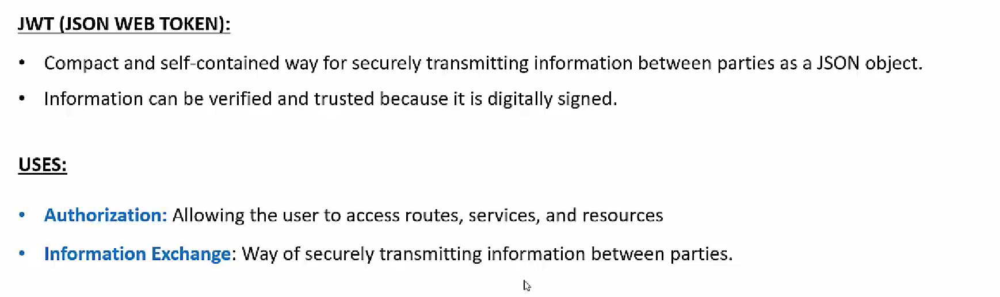 JWT (JSON WEB TOKEN):
• Compact and self-contained way for securely transmitting information between parties as a JSON object.
• Information can be verified and trusted because it is digitally signed.
USES:
• Authorization: Allowing the user to access routes, services, and resources
• Information Exchange: Way of securely transmitting information between parties.